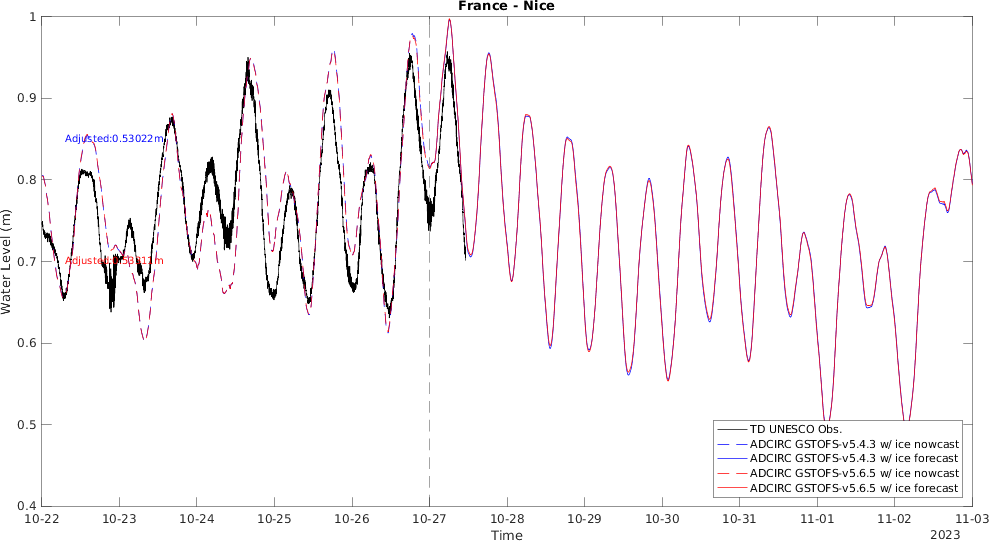 France - Nice
1
0.9
0.8
0.7
0.6
0.5
0.4
Water Level (m)
Adjusted:0.53022m
10-22
10-23
10-24
10-25
10-26
10-27
10-28
10-29
10-30
10-31
11-01
11-02
11-03
Time
2023
TD UNESCO Obs.
ADCIRC GSTOFS-v5.4.3 w/ ice nowcast
ADCIRC GSTOFS-v5.4.3 w/ ice forecast
ADCIRC GSTOFS-v5.6.5 w/ ice nowcast
ADCIRC GSTOFS-v5.6.5 w/ ice forecast